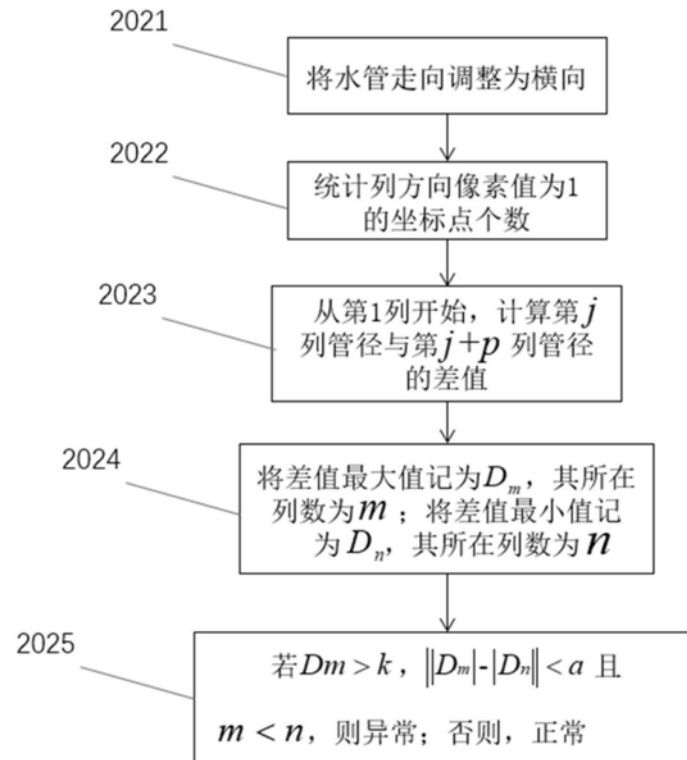 2021
将水管走向调整为横向
2022
统计列方向像素值为1
的坐标点个数
2023
从第1列开始，计算第j
列管径与第j+p 列管径
的差值
2024
将差值最大值记为Dₘ，其所在
列数为m；将差值最小值记
为Dₙ，其所在列数为n
2025
若Dm＞k，||Dₘ|-|Dₙ||＜a 且
m＜n，则异常；否则，正常